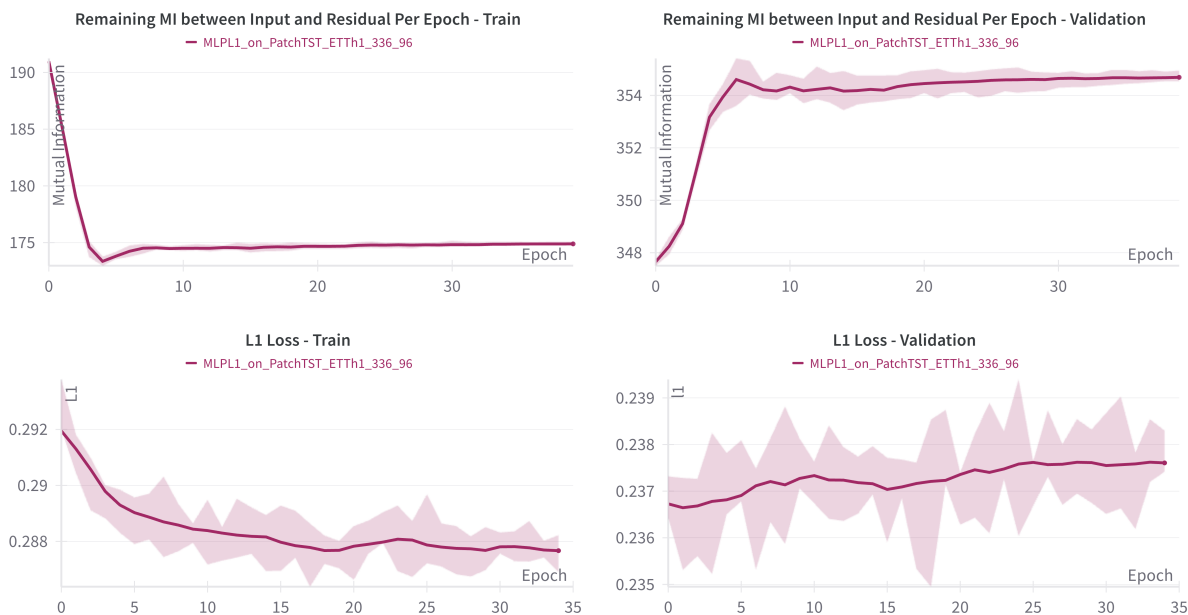 Remaining MI between Input and Residual Per Epoch - Train
MLPL1_on_PatchTST_ETTh1_336_96
Mutual Information
190
185
180
175
Epoch
0 10 20 30
Remaining MI between Input and Residual Per Epoch - Validation
MLPL1_on_PatchTST_ETTh1_336_96
Mutual Information
354
352
350
348
Epoch
0 10 20 30
L1 Loss - Train
MLPL1_on_PatchTST_ETTh1_336_96
L1
0.292
0.29
0.288
Epoch
0 5 10 15 20 25 30 35
L1 Loss - Validation
MLPL1_on_PatchTST_ETTh1_336_96
l1
0.239
0.238
0.237
0.236
0.235
Epoch
0 5 10 15 20 25 30 35